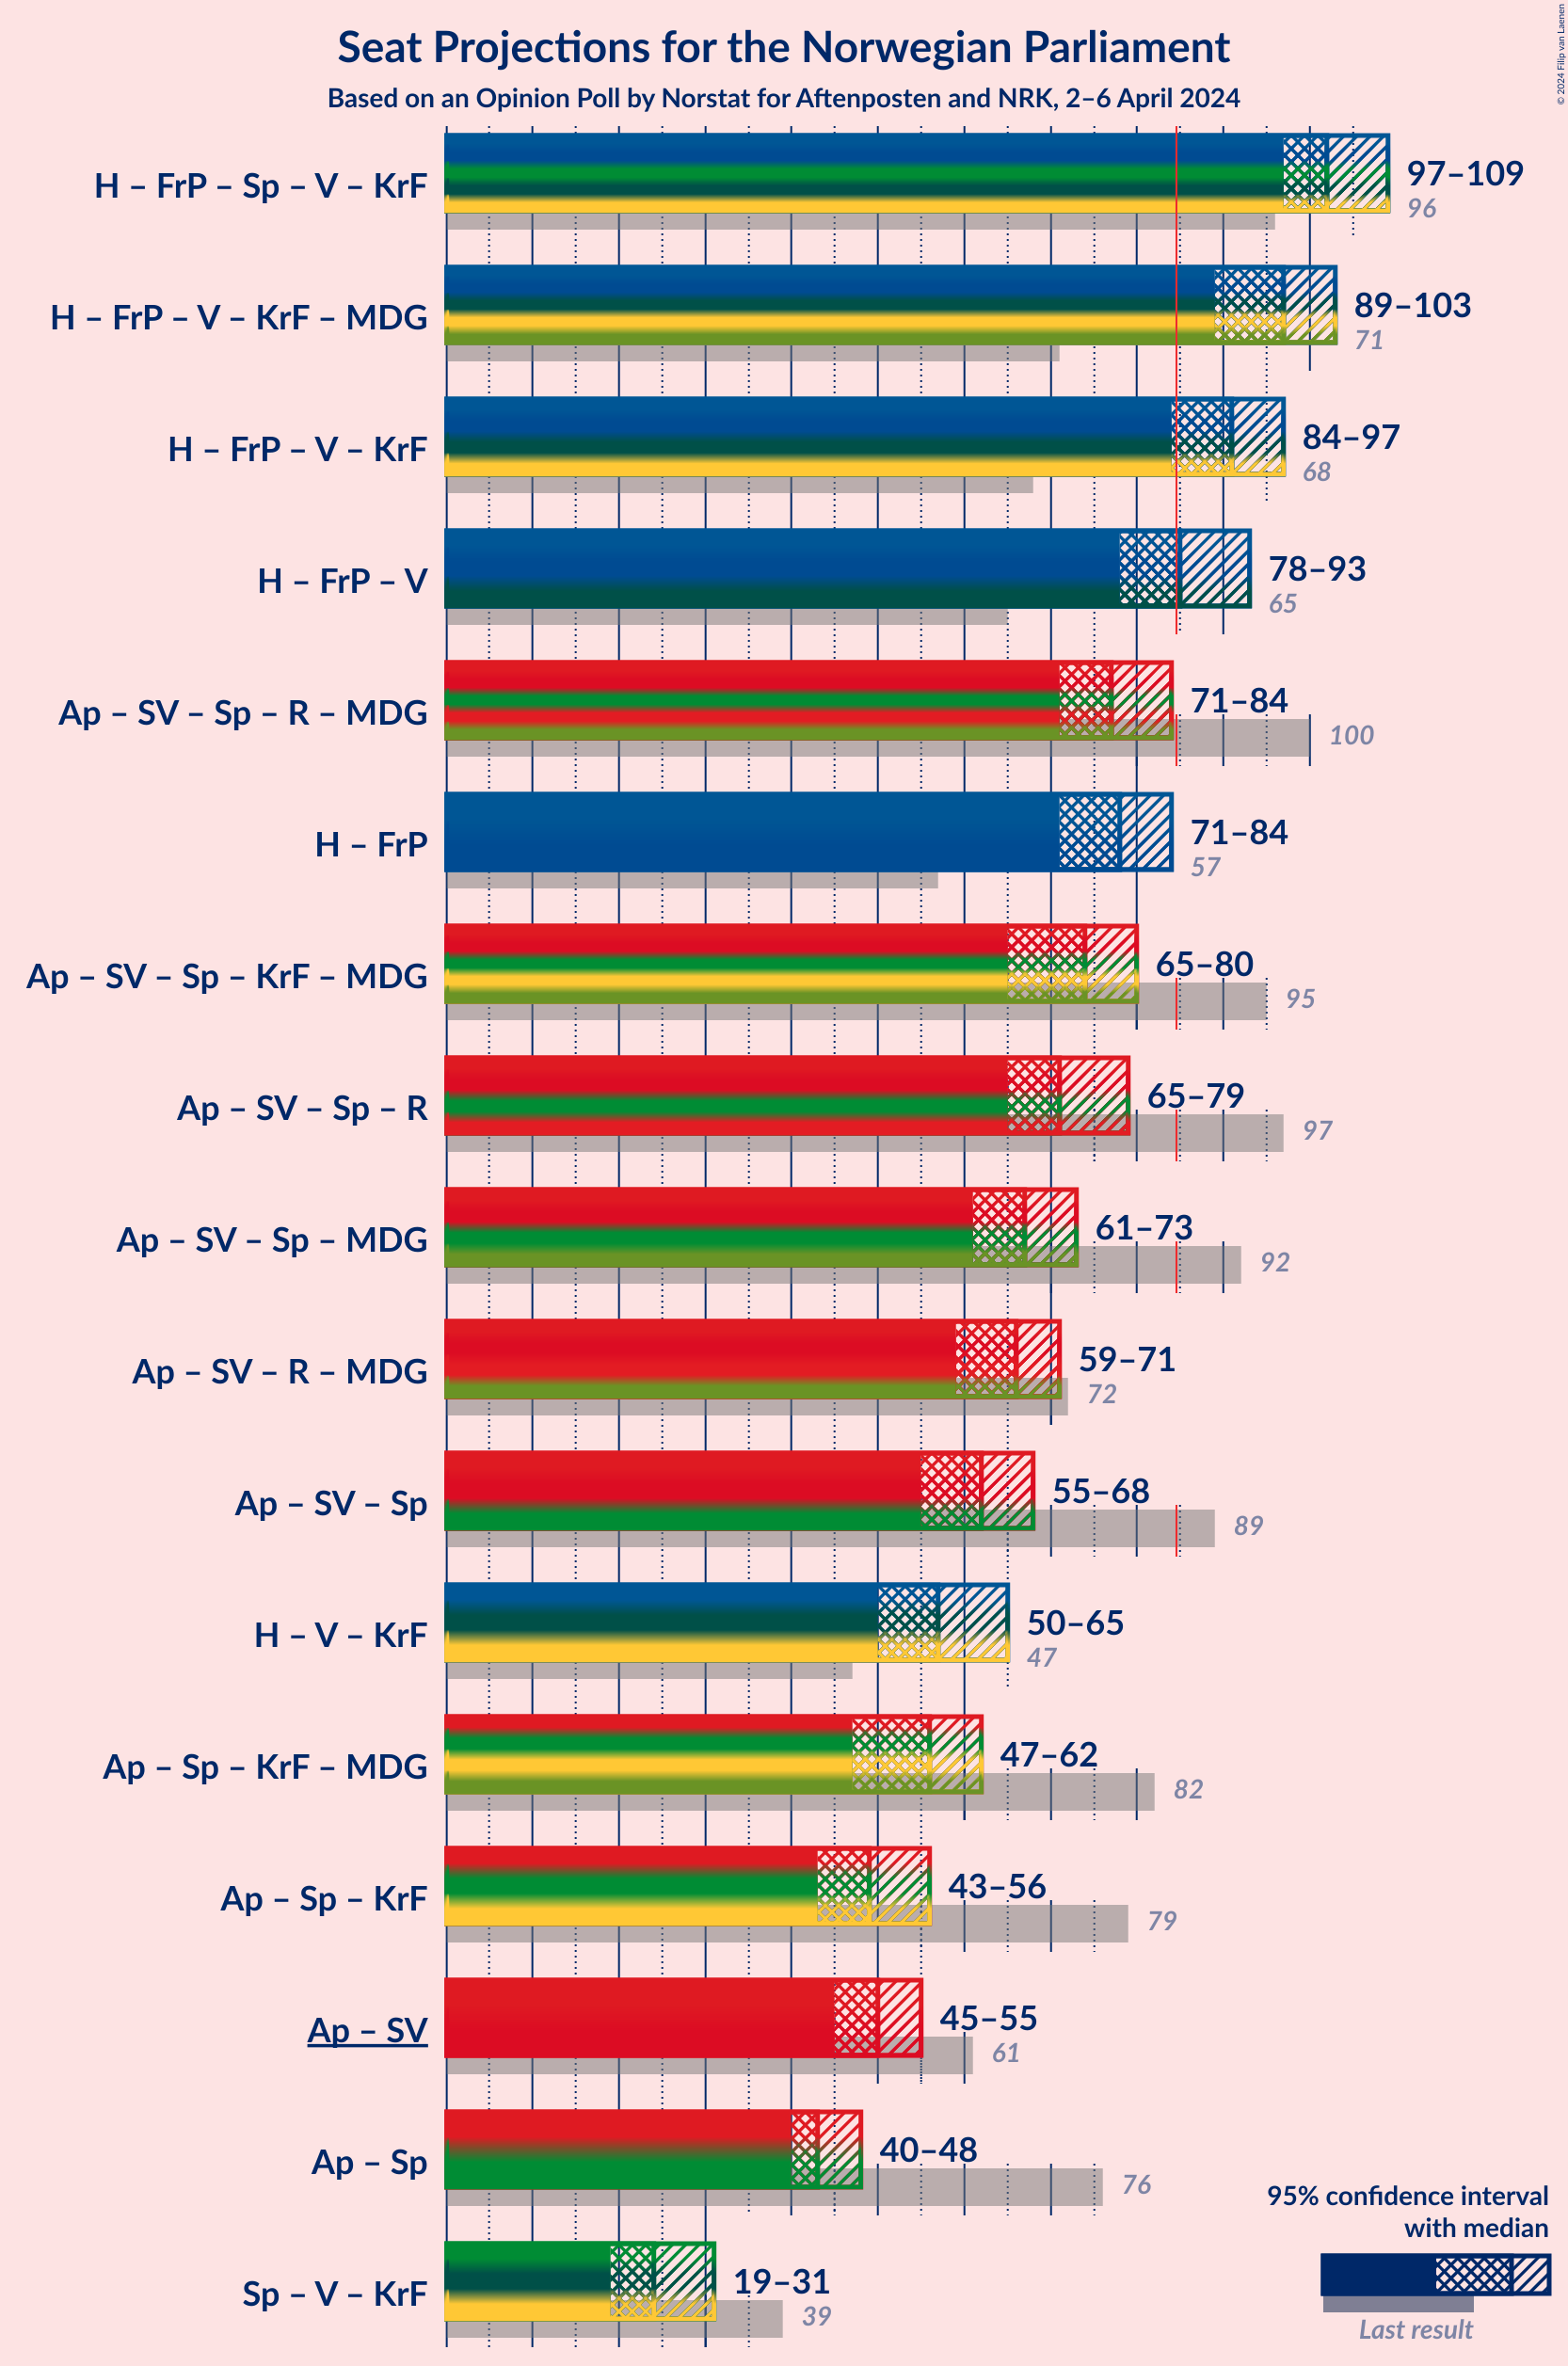 Seat Projections for the Norwegian Parliament
Based on an Opinion Poll by Norstat for Aftenposten and NRK, 2–6 April 2024
© 2024 Filip van Laenen
H – FrP – Sp – V – KrF
97–109
96
H – FrP – V – KrF – MDG
89–103
71
H – FrP – V – KrF
84–97
68
H – FrP – V
78–93
65
Ap – SV – Sp – R – MDG
71–84
100
H – FrP
71–84
57
Ap – SV – Sp – KrF – MDG
65–80
95
Ap – SV – Sp – R
65–79
97
Ap – SV – Sp – MDG
61–73
92
Ap – SV – R – MDG
59–71
72
Ap – SV – Sp
55–68
89
H – V – KrF
50–65
47
Ap – Sp – KrF – MDG
47–62
82
Ap – Sp – KrF
43–56
79
Ap – SV
45–55
61
Ap – Sp
40–48
76
Sp – V – KrF
19–31
39
95% confidence interval
with median
Last result